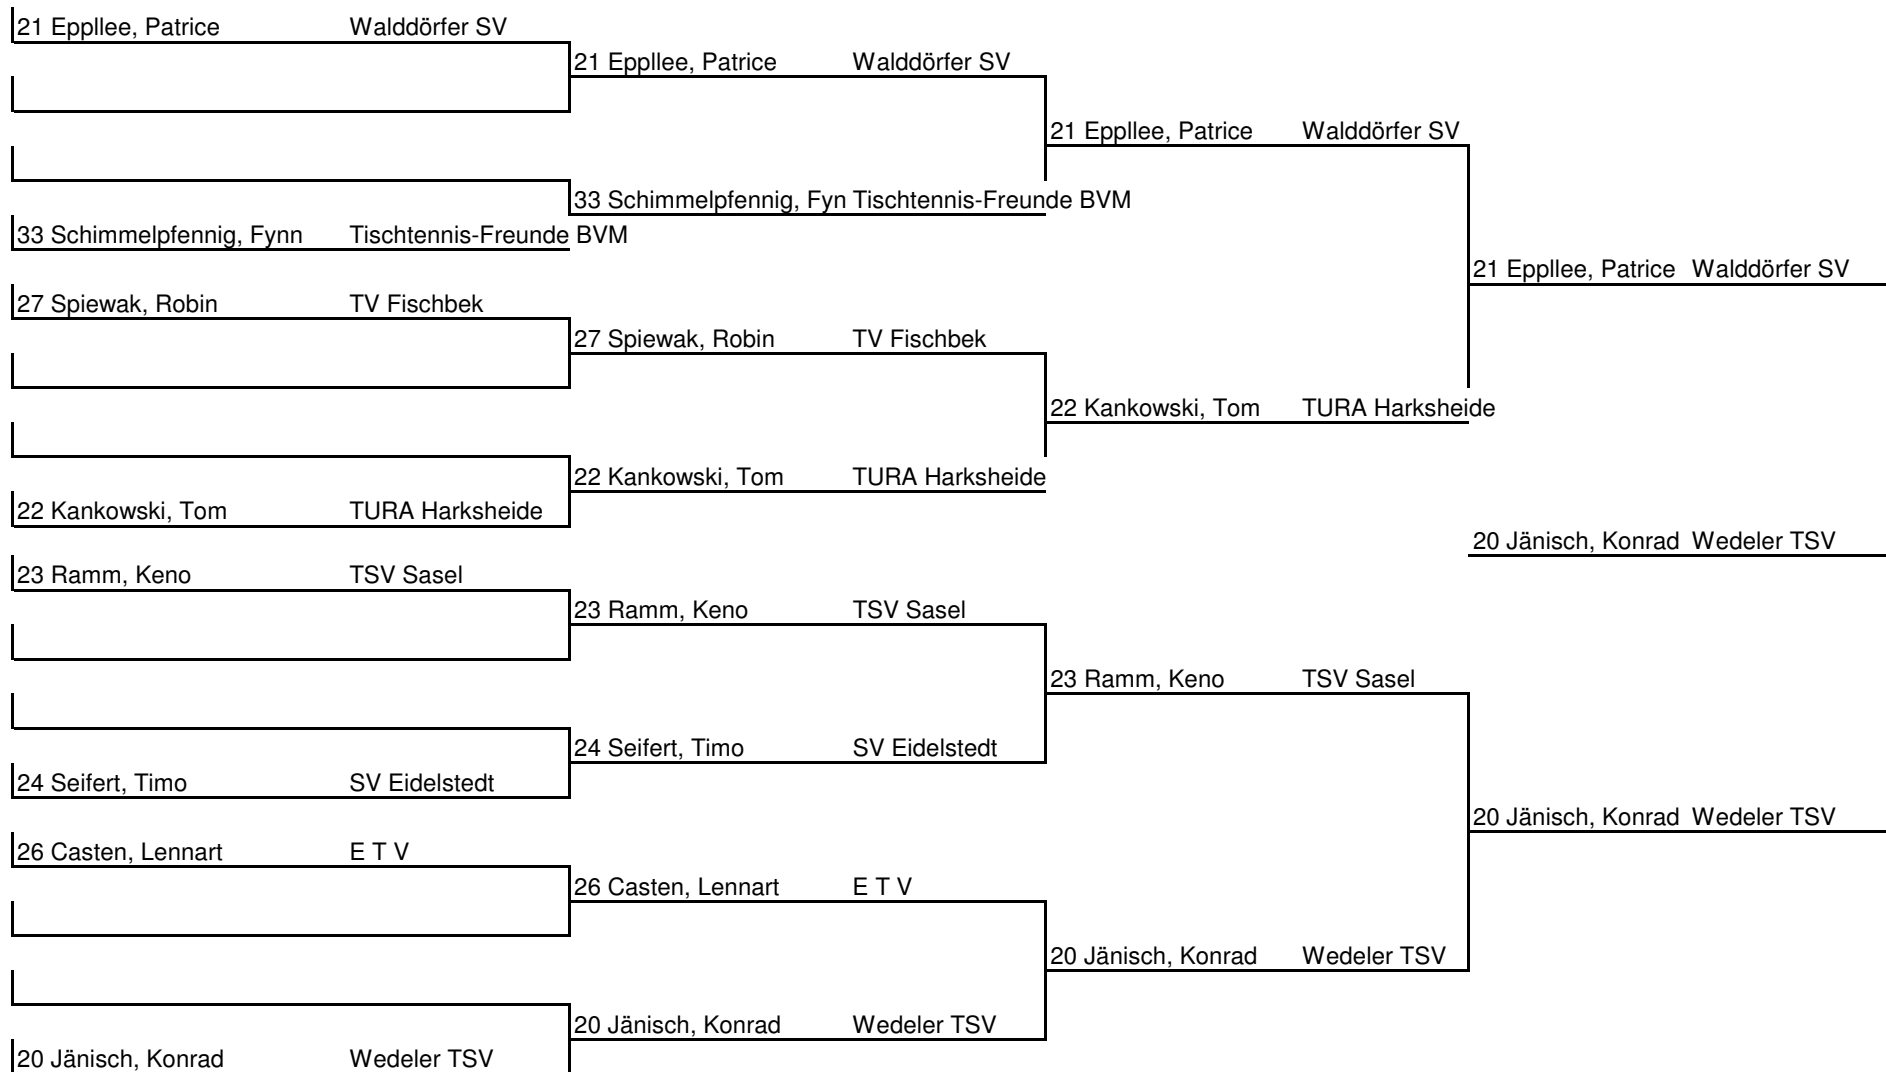 21 Eppllee, Patrice Walddörfer SV
21 Eppllee, Patrice Walddörfer SV
21 Eppllee, Patrice Walddörfer SV
33 Schimmelpfennig, Fyn Tischtennis-Freunde BVM
33 Schimmelpfennig, Fynn Tischtennis-Freunde BVM
21 Eppllee, Patrice Walddörfer SV
27 Spiewak, Robin TV Fischbek
27 Spiewak, Robin TV Fischbek
22 Kankowski, Tom TURA Harksheide
22 Kankowski, Tom TURA Harksheide
22 Kankowski, Tom TURA Harksheide
20 Jänisch, Konrad Wedeler TSV
23 Ramm, Keno TSV Sasel
23 Ramm, Keno TSV Sasel
23 Ramm, Keno TSV Sasel
24 Seifert, Timo SV Eidelstedt
24 Seifert, Timo SV Eidelstedt
20 Jänisch, Konrad Wedeler TSV
26 Casten, Lennart E T V
26 Casten, Lennart E T V
20 Jänisch, Konrad Wedeler TSV
20 Jänisch, Konrad Wedeler TSV
20 Jänisch, Konrad Wedeler TSV